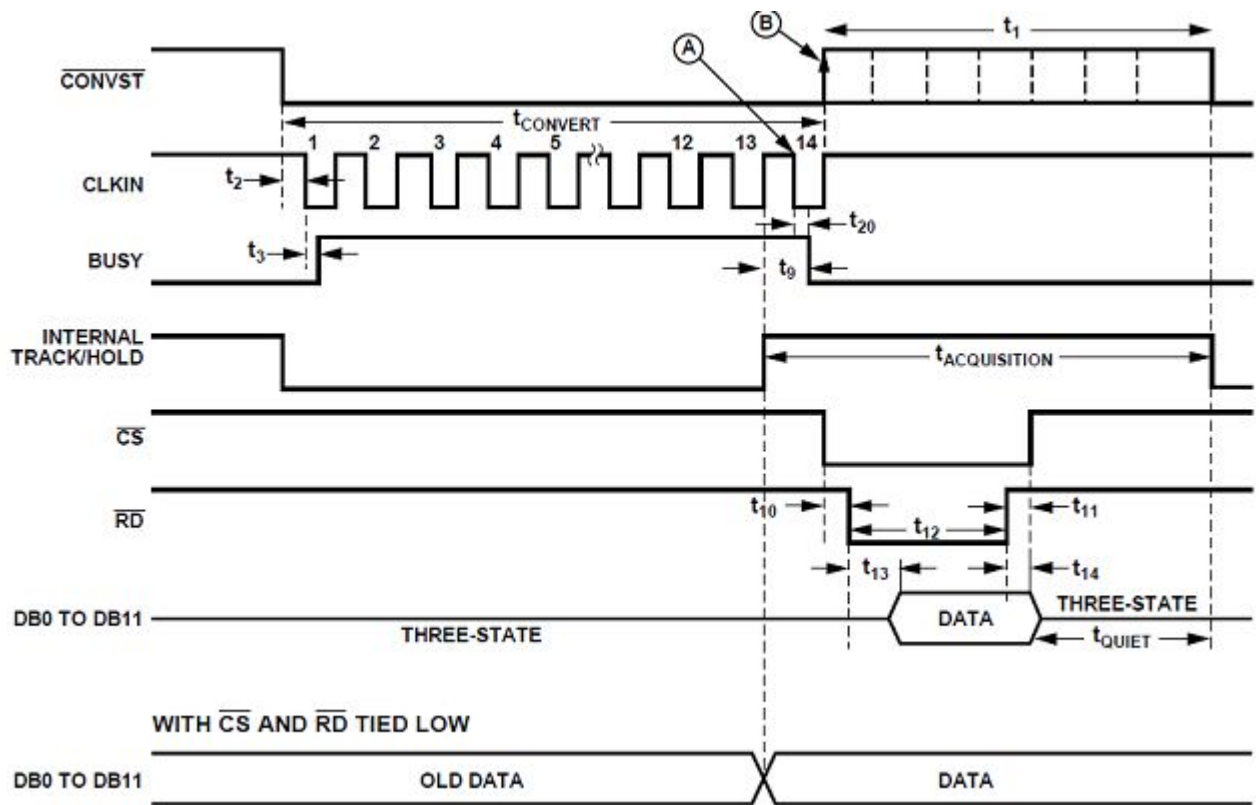 B
t1
A
CONVST
tCONVERT
1 2 3 4 5 12 13 14
t2
CLKIN
t20
t3
BUSY
t9
INTERNAL
TRACK/HOLD
tACQUISITION
CS
t10
t11
RD
t12
t13
t14
DB0 TO DB11
THREE-STATE
DATA
THREE-STATE
tQUIET
WITH CS AND RD TIED LOW
DB0 TO DB11
OLD DATA
DATA